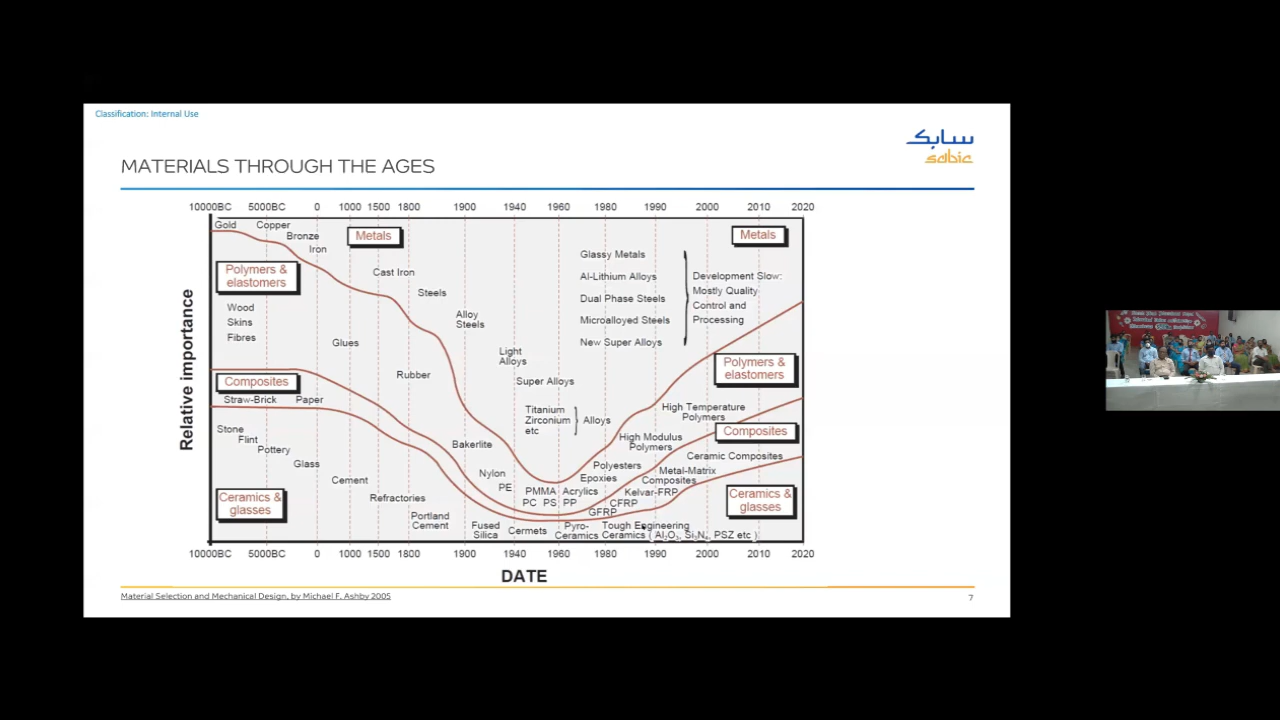 Classification: Internal Use
سابك
sabic
MATERIALS THROUGH THE AGES
10000BC 5000BC 0 1000 1500 1800 1900 1940 1960 1980 1990 2000 2010 2020
Gold Copper
Bronze
Iron
Metals
Metals
Polymers &
elastomers
Wood
Skins
Fibres
Glues
Cast Iron
Steels
Alloy
Steels
Rubber
Light
Alloys
Super Alloys
Titanium
Zirconium
etc
Alloys
Glassy Metals
Al-Lithium Alloys
Dual Phase Steels
Microalloyed Steels
New Super Alloys
Development Slow:
Mostly Quality
Control and
Processing
Polymers &
elastomers
Composites
Straw-Brick Paper
Stone
Flint
Pottery
Glass
Cement
Refractories
Portland
Cement
Bakerlite
Nylon
PE
PMMA Acrylics
PC PS PP
Polyesters
Epoxies
High Modulus
Polymers
High Temperature
Polymers
Composites
Ceramic Composites
Metal-Matrix
Composites
Kelvar-FRP
CFRP
GFRP
Ceramics &
glasses
Ceramics &
glasses
Fused
Silica
Cermets
Pyro-
Ceramics
Tough Engineering
Ceramics ( Al₂O₃, Si₃N₄, PSZ etc )
Relative importance
10000BC 5000BC 0 1000 1500 1800 1900 1940 1960 1980 1990 2000 2010 2020
DATE
Material Selection and Mechanical Design, by Michael F. Ashby 2005
7